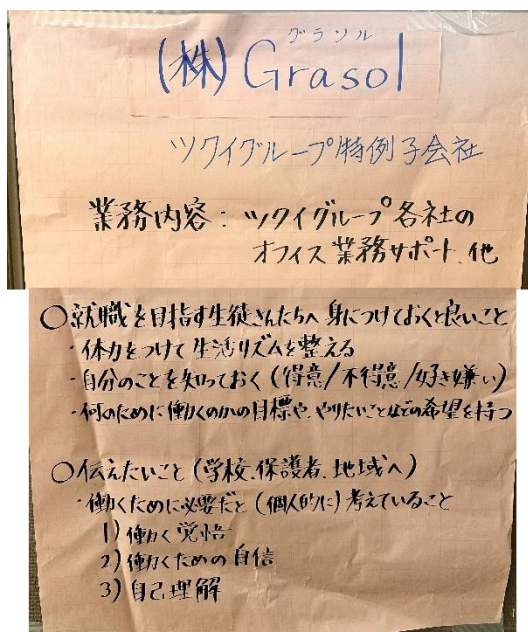 グラソル
(株)Grasol
ツクイグループ特例子会社
業務内容：ツクイグループ各社の
オフィス業務サポート、他
○就職を目指す生徒さんたちへ 身につけておくと良いこと
・体力をつけて生活リズムを整える
・自分のことを知っておく(得意/不得意/好き嫌い)
・何のために働くのかの目標や、やりたいことなどの希望を持つ
○伝えたいこと(学校、保護者、地域へ)
・働くために必要だと(個人的に)考えていること
1)働く覚悟
2)働くための自信
3)自己理解